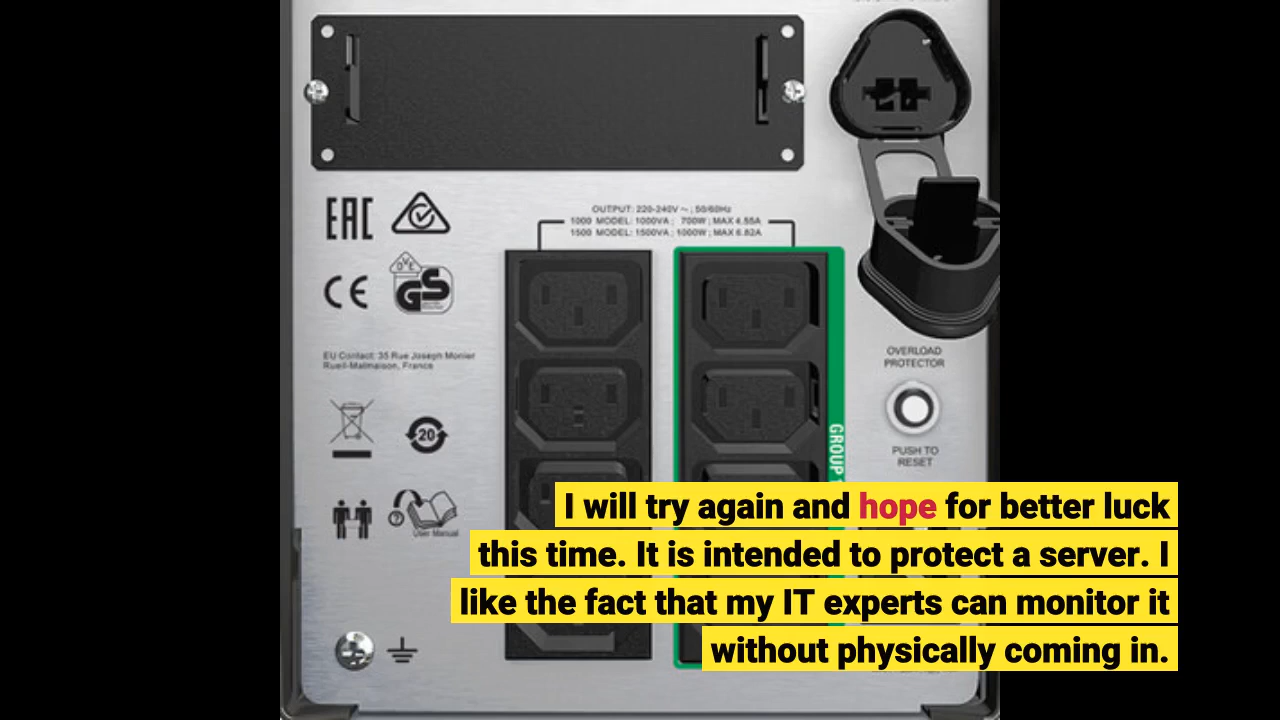 OUTPUT: 220-240V ~ ; 50/60Hz
1000 MODEL: 1000VA ; 700W ; MAX 4.55A
1500 MODEL: 1500VA ; 1000W ; MAX 6.82A
EAC
CE
OVE
GS
EU Contact: 35 Rue Joseph Monier
Rueil-Malmaison, France
OVERLOAD
PROTECTOR
20
GROUP
PUSH TO
RESET
?
User Manual
I will try again and hope for better luck
this time. It is intended to protect a server. I
like the fact that my IT experts can monitor it
without physically coming in.